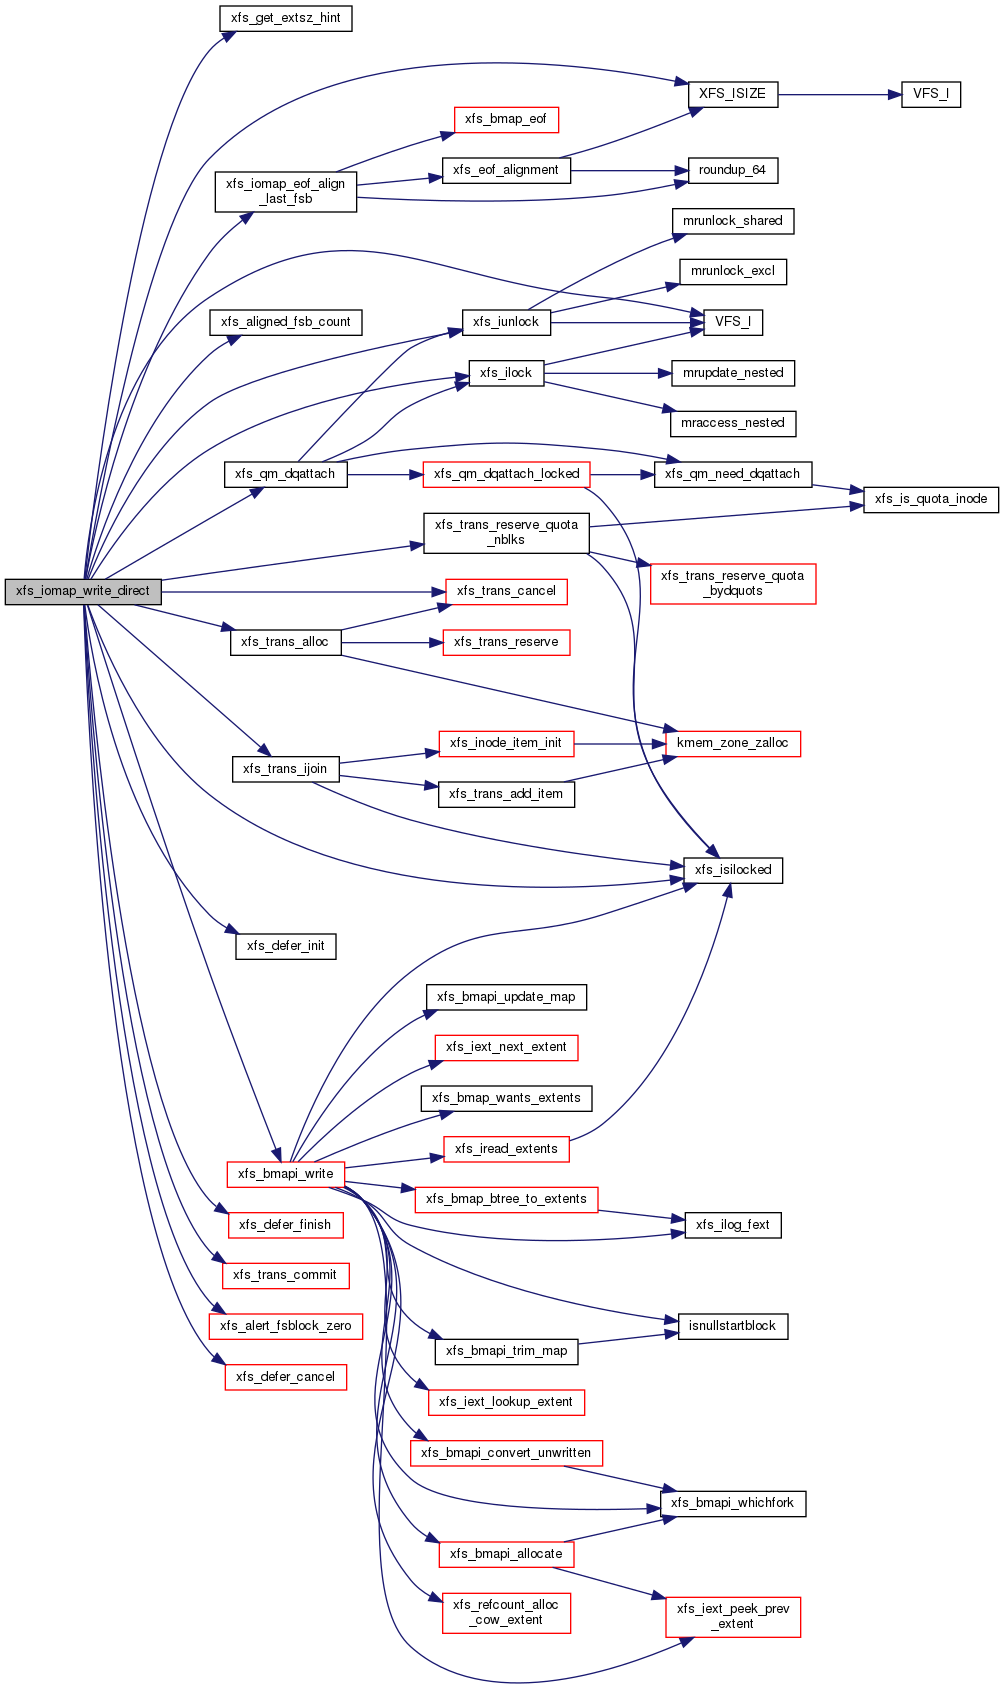 xfs_get_extsz_hint
XFS_ISIZE
VFS_I
xfs_bmap_eof
xfs_eof_alignment
roundup_64
xfs_iomap_eof_align
_last_fsb
mrunlock_shared
mrunlock_excl
xfs_aligned_fsb_count
xfs_iunlock
VFS_I
xfs_ilock
mrupdate_nested
mraccess_nested
xfs_qm_dqattach
xfs_qm_dqattach_locked
xfs_qm_need_dqattach
xfs_is_quota_inode
xfs_trans_reserve_quota
_nblks
xfs_trans_reserve_quota
_bydquots
xfs_iomap_write_direct
xfs_trans_cancel
xfs_trans_alloc
xfs_trans_reserve
xfs_inode_item_init
kmem_zone_zalloc
xfs_trans_ijoin
xfs_trans_add_item
xfs_isilocked
xfs_defer_init
xfs_bmapi_update_map
xfs_iext_next_extent
xfs_bmap_wants_extents
xfs_iread_extents
xfs_bmapi_write
xfs_bmap_btree_to_extents
xfs_defer_finish
xfs_ilog_fext
xfs_trans_commit
xfs_alert_fsblock_zero
isnullstartblock
xfs_bmapi_trim_map
xfs_defer_cancel
xfs_iext_lookup_extent
xfs_bmapi_convert_unwritten
xfs_bmapi_whichfork
xfs_bmapi_allocate
xfs_refcount_alloc
_cow_extent
xfs_iext_peek_prev
_extent